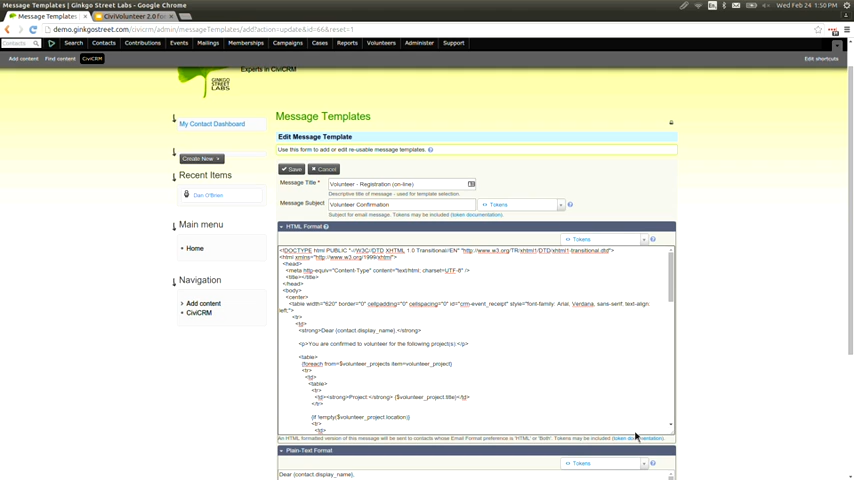 Message Templates | Ginkgo Street Labs - Google Chrome
En
Wed Feb 24 1:50 PM
Message Templates |
CiviVolunteer 2.0 fo
demo.ginkgostreet.com/civicrm/admin/messageTemplates/add?action=update&id=66&reset=1
Contacts
Search
Contacts
Contributions
Events
Mailings
Memberships
Campaigns
Cases
Reports
Volunteers
Administer
Support
Add content
Find content
CiviCRM
Edit shortcuts
GINKGO
STREET
LABS
Experts in CiviCRM
My Contact Dashboard
Create New
Recent Items
Dan O'Brien
Main menu
Home
Navigation
Add content
CiviCRM
Message Templates
Edit Message Template
Use this form to add or edit re-usable message templates.
Save
Cancel
Message Title *
Volunteer - Registration (on-line)
Descriptive title of message - used for template selection.
Message Subject
Volunteer Confirmation
Tokens
Subject for email message. Tokens may be included (token documentation).
HTML Format
Tokens
<!DOCTYPE html PUBLIC "-//W3C//DTD XHTML 1.0 Transitional//EN" "http://www.w3.org/TR/xhtml1/DTD/xhtml1-transitional.dtd">
<html xmlns="http://www.w3.org/1999/xhtml">
<head>
<meta http-equiv="Content-Type" content="text/html; charset=UTF-8" />
<title></title>
</head>
<body>
<center>
<table width="620" border="0" cellpadding="0" cellspacing="0" id="crm-event_receipt" style="font-family: Arial, Verdana, sans-serif; text-align:
left;">
<tr>
<td>
<strong>Dear {contact.display_name},</strong>
<p>You are confirmed to volunteer for the following project(s):</p>
<table>
{foreach from=$volunteer_projects item=volunteer_project}
<tr>
<td>
<table>
<tr>
<td><strong>Project:</strong> {$volunteer_project.title}</td>
</tr>
{if !empty($volunteer_project.location)}
<tr>
<td>
An HTML formatted version of this message will be sent to contacts whose Email Format preference is 'HTML' or 'Both'. Tokens may be included (token documentation).
Plain-Text Format
Tokens
Dear {contact.display_name},